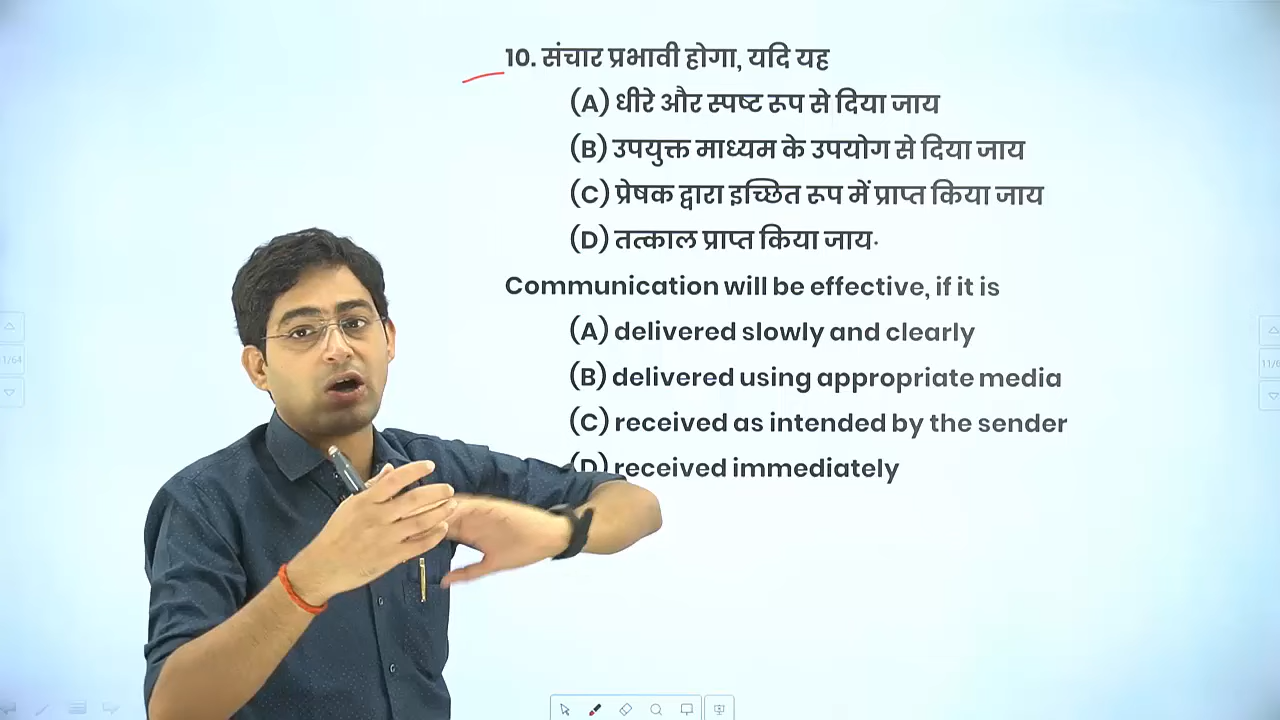 10. संचार प्रभावी होगा, यदि यह
(A) धीरे और स्पष्ट रूप से दिया जाय
(B) उपयुक्त माध्यम के उपयोग से दिया जाय
(C) प्रेषक द्वारा इच्छित रूप में प्राप्त किया जाय
(D) तत्काल प्राप्त किया जाय
Communication will be effective, if it is
(A) delivered slowly and clearly
(B) delivered using appropriate media
(C) received as intended by the sender
(D) received immediately